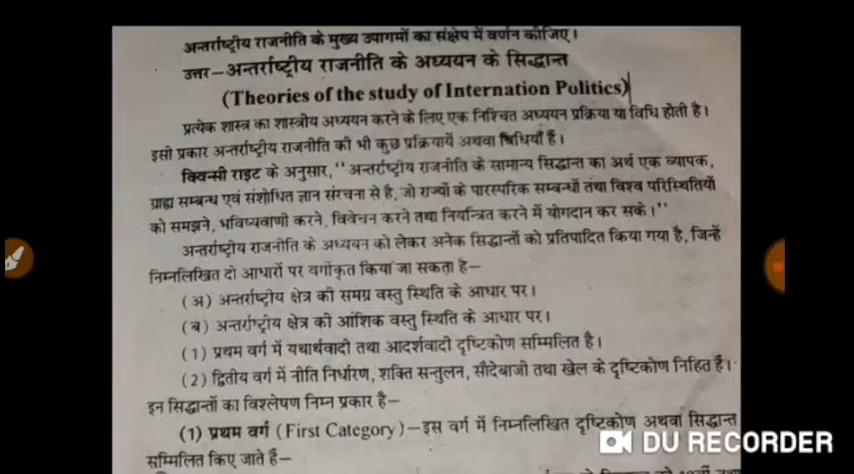 अन्तर्राष्ट्रीय राजनीति के मुख्य उपागमों का संक्षेप में वर्णन कीजिए।
उत्तर–अन्तर्राष्ट्रीय राजनीति के अध्ययन के सिद्धान्त
(Theories of the study of Internation Politics)
प्रत्येक शास्त्र का शास्त्रीय अध्ययन करने के लिए एक निश्चित अध्ययन प्रक्रिया या विधि होती है।
इसी प्रकार अन्तर्राष्ट्रीय राजनीति की भी कुछ प्रक्रियायें अथवा विधियाँ हैं।
क्विन्सी राइट के अनुसार, "अन्तर्राष्ट्रीय राजनीति के सामान्य सिद्धान्त का अर्थ एक व्यापक,
ग्राह्य सम्बन्ध एवं संशोधित ज्ञान संरचना से है, जो राज्यों के पारस्परिक सम्बन्धों तथा विश्व परिस्थितियों
को समझने, भविष्यवाणी करने, विवेचन करने तथा नियन्त्रित करने में योगदान कर सके।"
अन्तर्राष्ट्रीय राजनीति के अध्ययन को लेकर अनेक सिद्धान्तों को प्रतिपादित किया गया है, जिन्हें
निम्नलिखित दो आधारों पर वर्गीकृत किया जा सकता है–
(अ) अन्तर्राष्ट्रीय क्षेत्र की समग्र वस्तु स्थिति के आधार पर।
(ब) अन्तर्राष्ट्रीय क्षेत्र की आंशिक वस्तु स्थिति के आधार पर।
(1) प्रथम वर्ग में यथार्थवादी तथा आदर्शवादी दृष्टिकोण सम्मिलित है।
(2) द्वितीय वर्ग में नीति निर्धारण, शक्ति सन्तुलन, सौदेबाजी तथा खेल के दृष्टिकोण निहित हैं।
इन सिद्धान्तों का विश्लेषण निम्न प्रकार है–
(1) प्रथम वर्ग (First Category)–इस वर्ग में निम्नलिखित दृष्टिकोण अथवा सिद्धान्त
सम्मिलित किए जाते हैं–
DU RECORDER